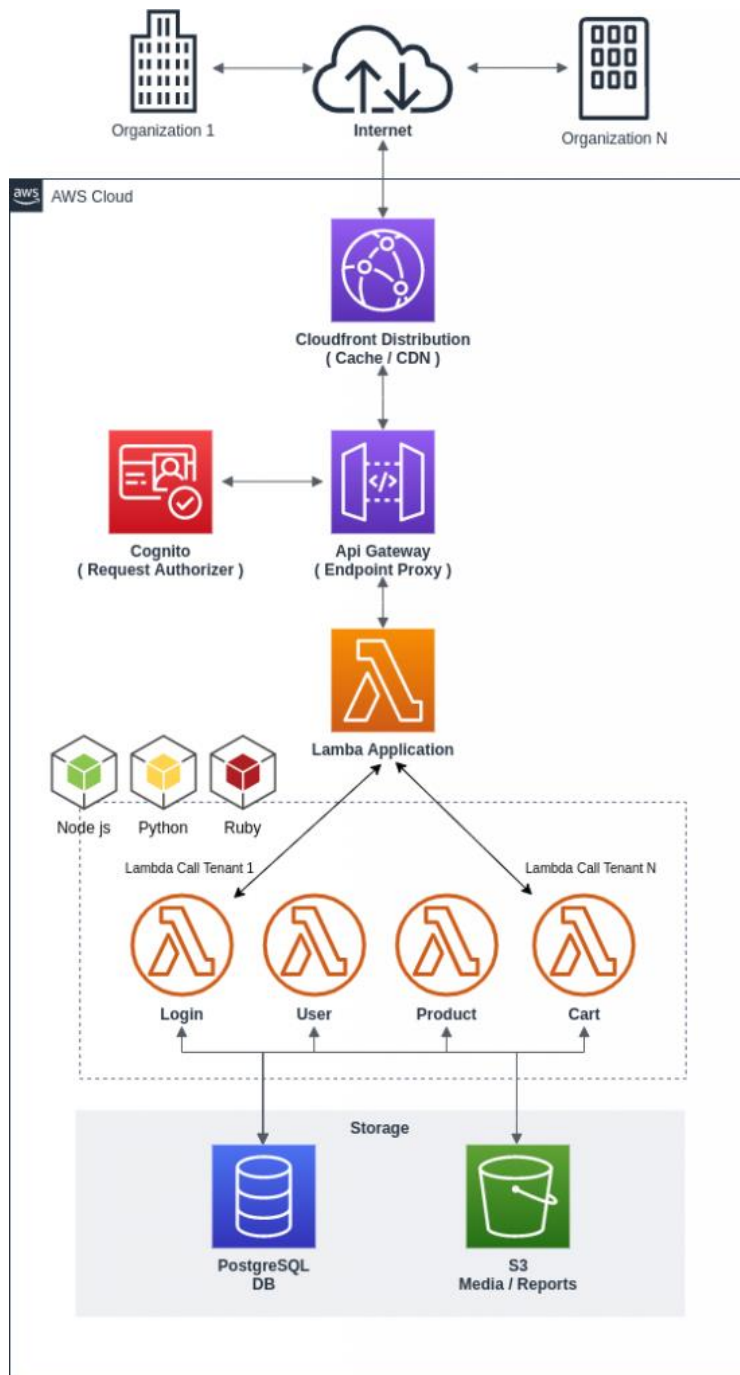 Organization 1
Internet
Organization N
aws
AWS Cloud
Cloudfront Distribution
( Cache / CDN )
Cognito
( Request Authorizer )
</>
Api Gateway
( Endpoint Proxy )
Lamba Application
Node js
Python
Ruby
Lambda Call Tenant 1
Lambda Call Tenant N
Login
User
Product
Cart
Storage
PostgreSQL
DB
S3
Media / Reports